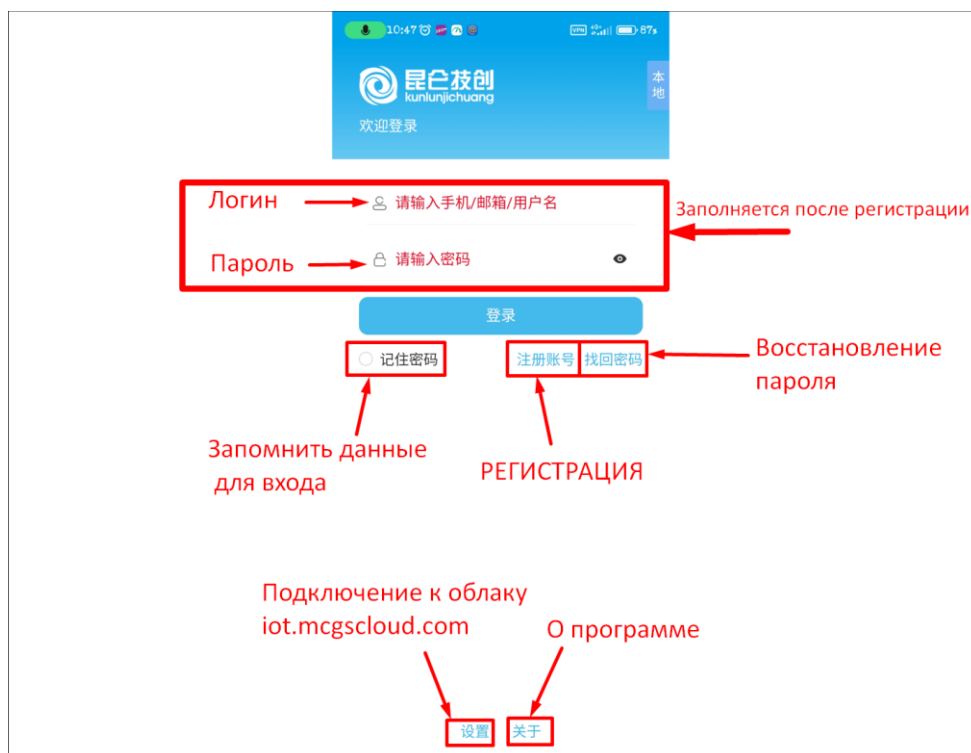 10:47
VPN 87%
昆仑技创
kunlunjichuang
本地
欢迎登录
Логин
请输入手机/邮箱/用户名
Заполняется после регистрации
Пароль
请输入密码
登录
记住密码
注册账号
找回密码
Восстановление
пароля
Запомнить данные
для входа
РЕГИСТРАЦИЯ
Подключение к облаку
iot.mcgscloud.com
О программе
设置
关于